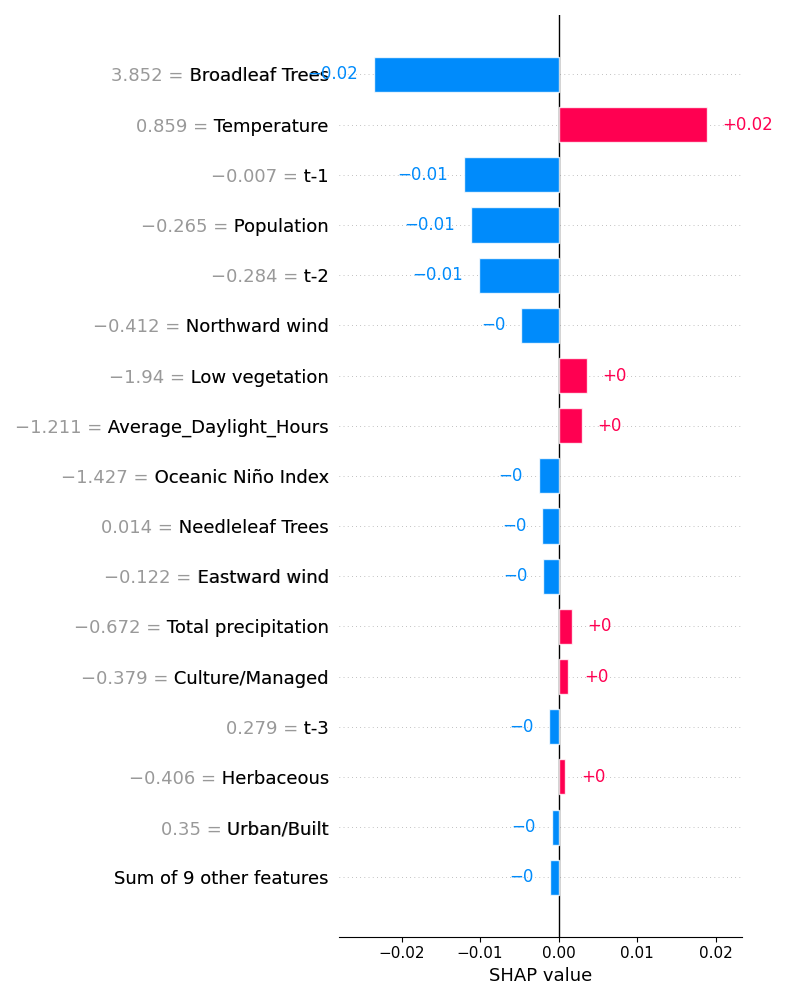 3.852 = Broadleaf Trees −0.02
0.859 = Temperature +0.02
−0.007 = t-1 −0.01
−0.265 = Population −0.01
−0.284 = t-2 −0.01
−0.412 = Northward wind −0
−1.94 = Low vegetation +0
−1.211 = Average_Daylight_Hours +0
−1.427 = Oceanic Niño Index −0
0.014 = Needleleaf Trees −0
−0.122 = Eastward wind −0
−0.672 = Total precipitation +0
−0.379 = Culture/Managed +0
0.279 = t-3 −0
−0.406 = Herbaceous +0
0.35 = Urban/Built −0
Sum of 9 other features −0
−0.02 −0.01 0.00 0.01 0.02
SHAP value